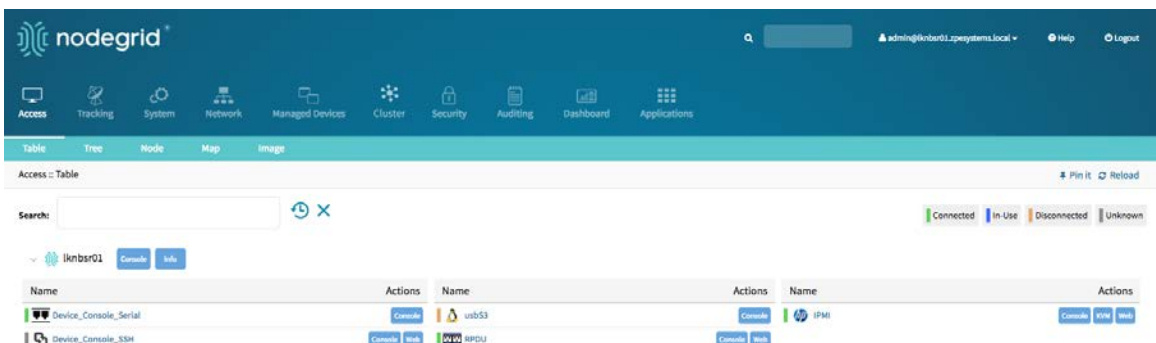 nodegrid
admin@lknbsr01.zpesystems.local Help Logout
Access Tracking System Network Managed Devices Cluster Security Auditing Dashboard Applications
Table Tree Node Map Image
Access :: Table Pin it Reload
Search: Connected In-Use Disconnected Unknown
lknbsr01 Console Info
Name Actions Name Actions Name Actions
Device_Console_Serial Console usbS3 Console hp IPMI Console KVM Web
Device_Console_SSH Console Web RPDU Console Web